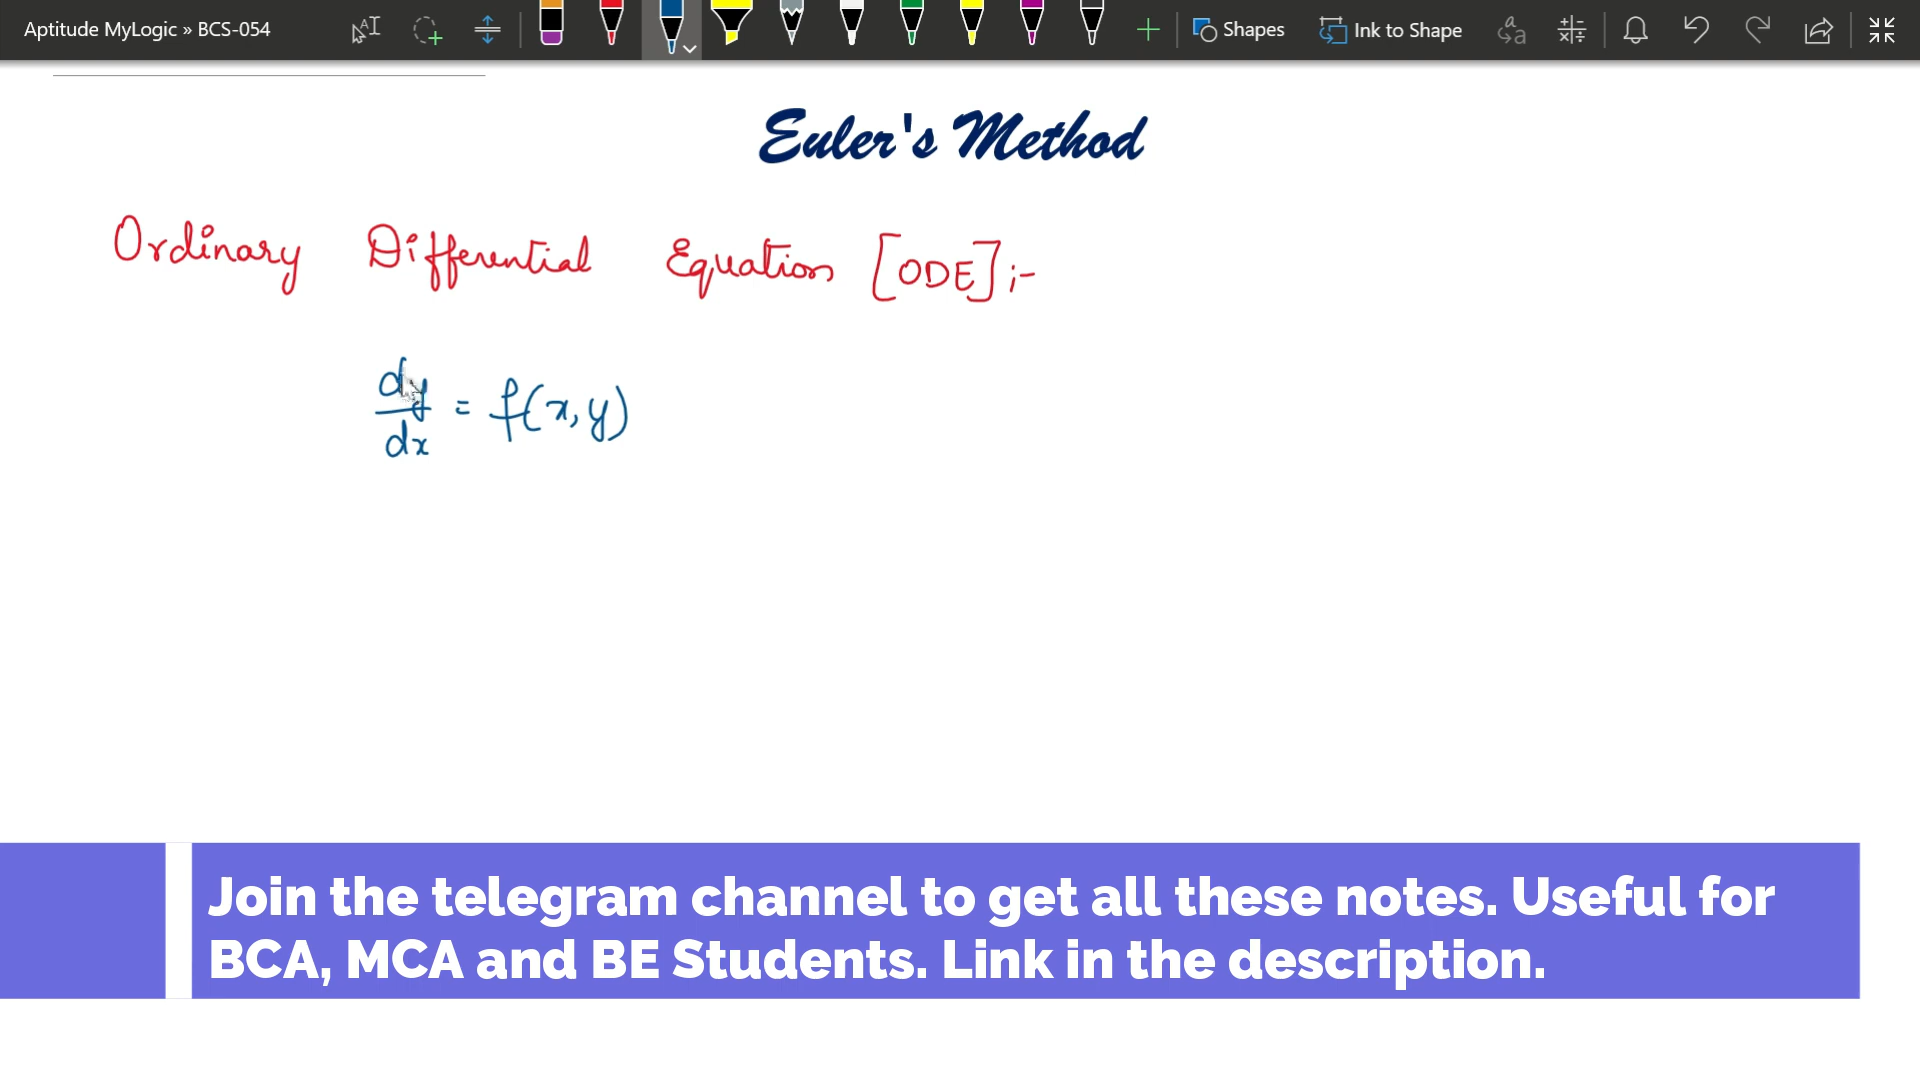 Aptitude MyLogic » BCS-054
Shapes
Ink to Shape
Euler's Method
Ordinary Differential Equation [ODE];-
dy/dx = f(x,y)
Join the telegram channel to get all these notes. Useful for
BCA, MCA and BE Students. Link in the description.